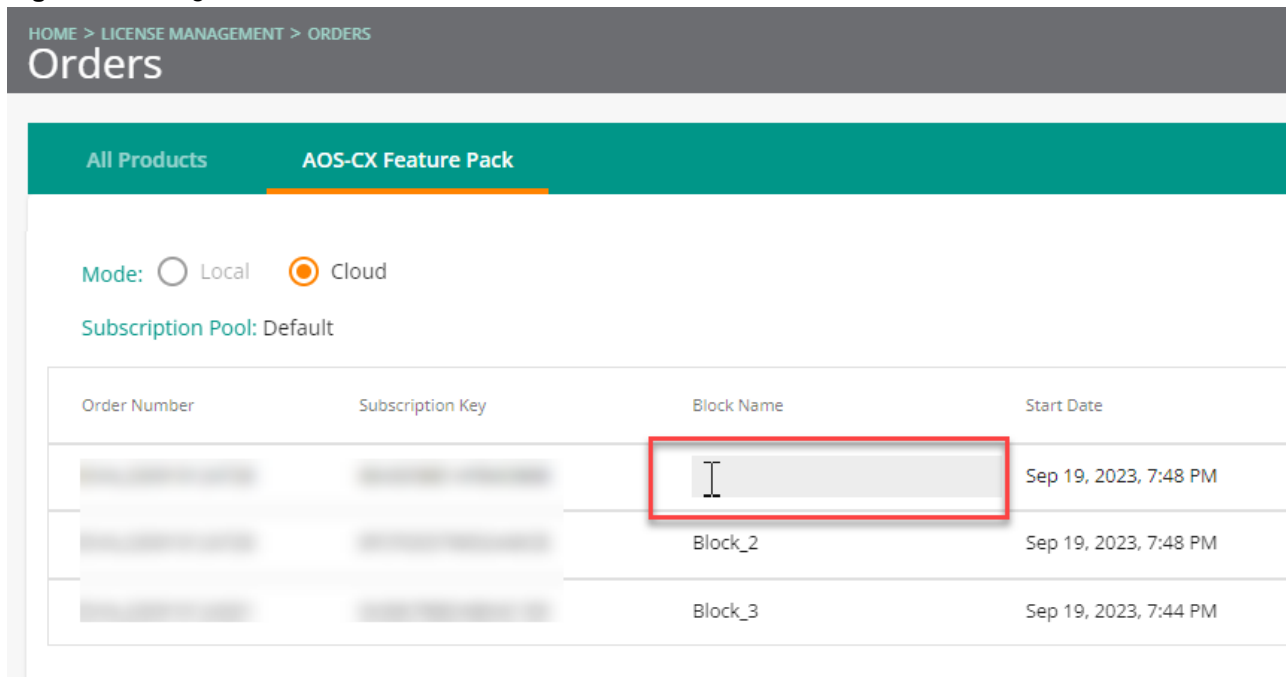 HOME > LICENSE MANAGEMENT > ORDERS
Orders
All Products AOS-CX Feature Pack
Mode: Local Cloud
Subscription Pool: Default
Order Number Subscription Key Block Name Start Date
Sep 19, 2023, 7:48 PM
Block_2 Sep 19, 2023, 7:48 PM
Block_3 Sep 19, 2023, 7:44 PM